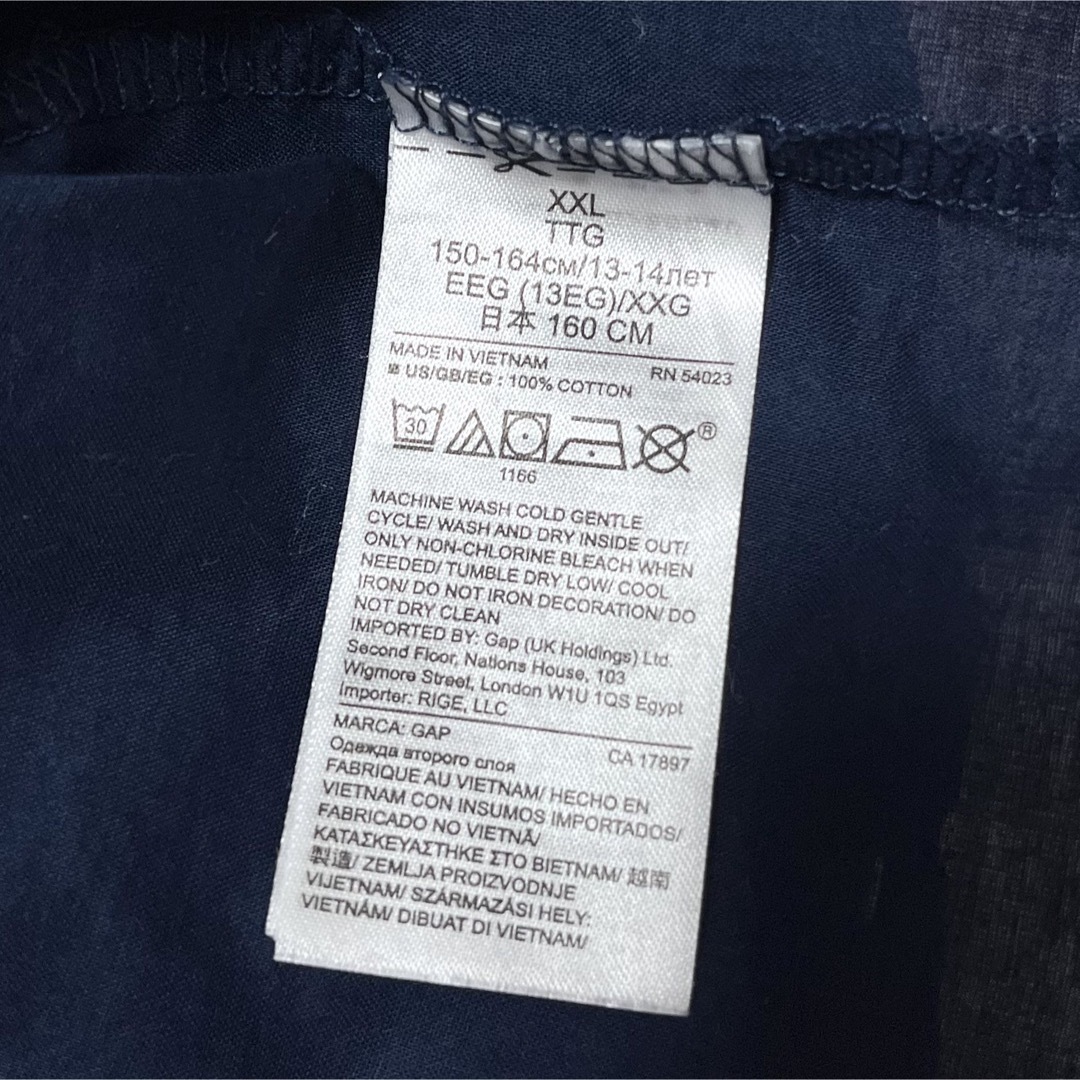 XXL
TTG
150-164см/13-14лет
EEG (13EG)/XXG
日本 160 CM
MADE IN VIETNAM RN 54023
US/GB/EG : 100% COTTON
30
®
1166
MACHINE WASH COLD GENTLE
CYCLE/ WASH AND DRY INSIDE OUT/
ONLY NON-CHLORINE BLEACH WHEN
NEEDED/ TUMBLE DRY LOW/ COOL
IRON/ DO NOT IRON DECORATION/ DO
NOT DRY CLEAN
IMPORTED BY: Gap (UK Holdings) Ltd.
Second Floor, Nations House, 103
Wigmore Street, London W1U 1QS Egypt
Importer: RIGE, LLC
MARCA: GAP
Одежда второго слоя CA 17897
FABRIQUE AU VIETNAM/ HECHO EN
VIETNAM CON INSUMOS IMPORTADOS/
FABRICADO NO VIETNÃ/
ΚΑΤΑΣΚΕΥΑΣΤΗΚΕ ΣΤΟ ΒΙΕΤΝΑΜ/ 越南
製造/ ZEMLJA PROIZVODNJE
VIJETNAM/ SZÁRMAZÁSI HELY:
VIETNÁM/ DIBUAT DI VIETNAM/